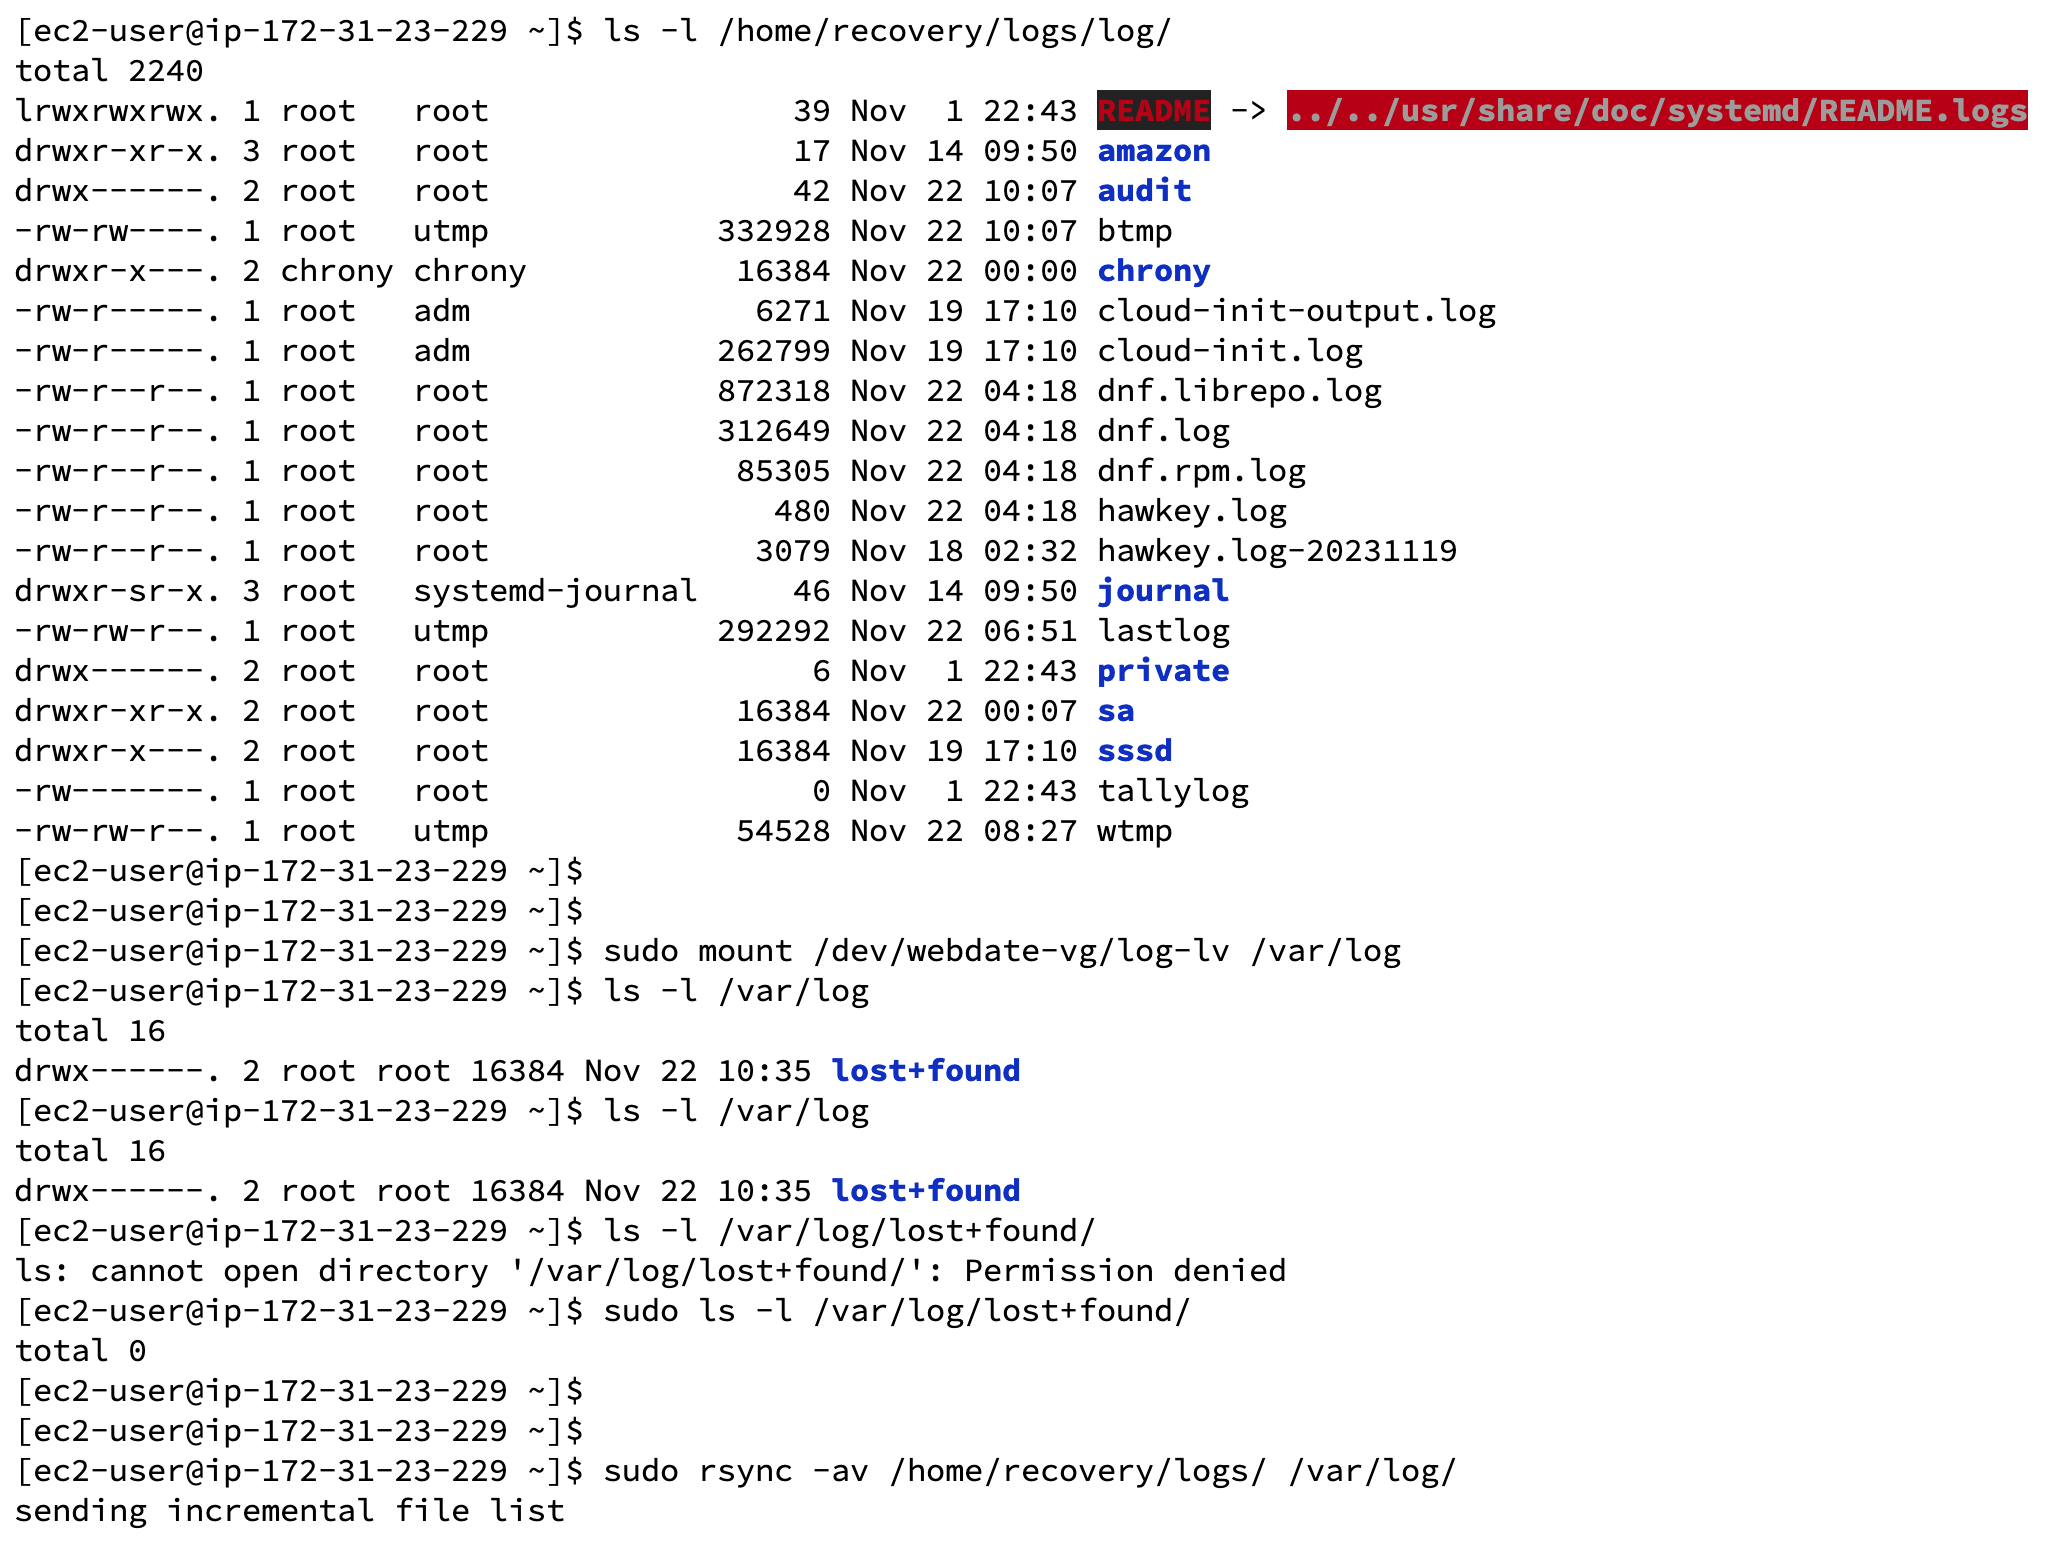 [ec2-user@ip-172-31-23-229 ~]$ ls -l /home/recovery/logs/log/
total 2240
lrwxrwxrwx. 1 root   root                39 Nov  1 22:43 README -> ../../usr/share/doc/systemd/README.logs
drwxr-xr-x. 3 root   root                17 Nov 14 09:50 amazon
drwx------. 2 root   root                42 Nov 22 10:07 audit
-rw-rw----. 1 root   utmp            332928 Nov 22 10:07 btmp
drwxr-x---. 2 chrony chrony           16384 Nov 22 00:00 chrony
-rw-r-----. 1 root   adm               6271 Nov 19 17:10 cloud-init-output.log
-rw-r-----. 1 root   adm             262799 Nov 19 17:10 cloud-init.log
-rw-r--r--. 1 root   root            872318 Nov 22 04:18 dnf.librepo.log
-rw-r--r--. 1 root   root            312649 Nov 22 04:18 dnf.log
-rw-r--r--. 1 root   root             85305 Nov 22 04:18 dnf.rpm.log
-rw-r--r--. 1 root   root               480 Nov 22 04:18 hawkey.log
-rw-r--r--. 1 root   root              3079 Nov 18 02:32 hawkey.log-20231119
drwxr-sr-x. 3 root   systemd-journal     46 Nov 14 09:50 journal
-rw-rw-r--. 1 root   utmp            292292 Nov 22 06:51 lastlog
drwx------. 2 root   root                 6 Nov  1 22:43 private
drwxr-xr-x. 2 root   root             16384 Nov 22 00:07 sa
drwxr-x---. 2 root   root             16384 Nov 19 17:10 sssd
-rw-------. 1 root   root                 0 Nov  1 22:43 tallylog
-rw-rw-r--. 1 root   utmp             54528 Nov 22 08:27 wtmp
[ec2-user@ip-172-31-23-229 ~]$
[ec2-user@ip-172-31-23-229 ~]$
[ec2-user@ip-172-31-23-229 ~]$ sudo mount /dev/webdate-vg/log-lv /var/log
[ec2-user@ip-172-31-23-229 ~]$ ls -l /var/log
total 16
drwx------. 2 root root 16384 Nov 22 10:35 lost+found
[ec2-user@ip-172-31-23-229 ~]$ ls -l /var/log
total 16
drwx------. 2 root root 16384 Nov 22 10:35 lost+found
[ec2-user@ip-172-31-23-229 ~]$ ls -l /var/log/lost+found/
ls: cannot open directory '/var/log/lost+found/': Permission denied
[ec2-user@ip-172-31-23-229 ~]$ sudo ls -l /var/log/lost+found/
total 0
[ec2-user@ip-172-31-23-229 ~]$
[ec2-user@ip-172-31-23-229 ~]$
[ec2-user@ip-172-31-23-229 ~]$ sudo rsync -av /home/recovery/logs/ /var/log/
sending incremental file list